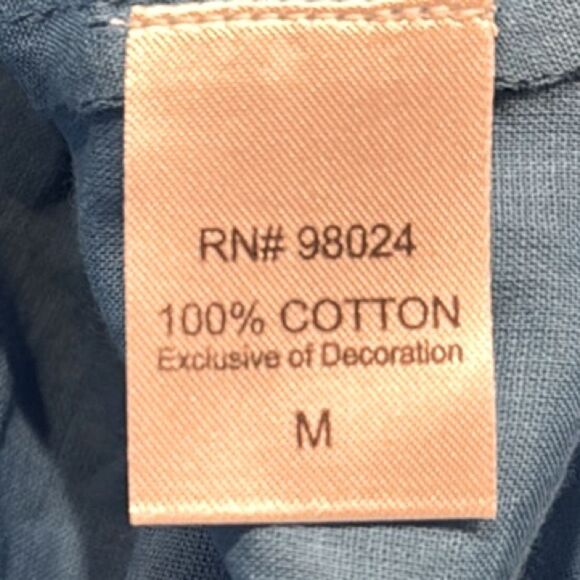 RN# 98024
100% COTTON
Exclusive of Decoration
M